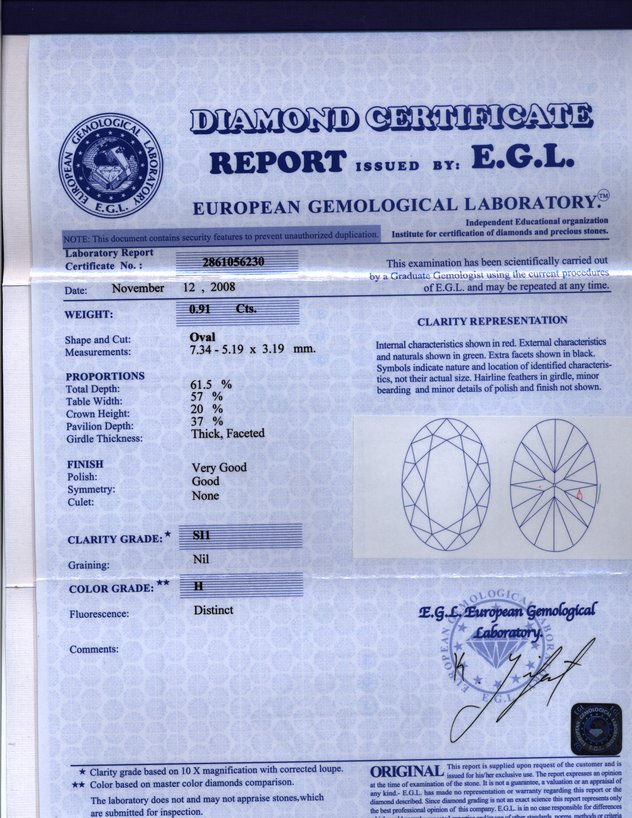 DIAMOND CERTIFICATE
REPORT ISSUED BY: E.G.L.
EUROPEAN GEMOLOGICAL LABORATORY.™
EUROPEAN GEMOLOGICAL LABORATORY
E.G.L.
Independent Educational organization
Institute for certification of diamonds and precious stones.
NOTE: This document contains security features to prevent unauthorized duplication.
Laboratory Report
Certificate No. : 2861056230
Date: November 12 , 2008
This examination has been scientifically carried out
by a Graduate Gemologist using the current procedures
of E.G.L. and may be repeated at any time.
WEIGHT: 0.91 Cts.
Shape and Cut: Oval
Measurements: 7.34 - 5.19 x 3.19 mm.
PROPORTIONS
Total Depth: 61.5 %
Table Width: 57 %
Crown Height: 20 %
Pavilion Depth: 37 %
Girdle Thickness: Thick, Faceted
FINISH
Polish: Very Good
Symmetry: Good
Culet: None
CLARITY GRADE: ★ SI1
Graining: Nil
COLOR GRADE: ★★ H
Fluorescence: Distinct
Comments:
CLARITY REPRESENTATION
Internal characteristics shown in red. External characteristics
and naturals shown in green. Extra facets shown in black.
Symbols indicate nature and location of identified characteris-
tics, not their actual size. Hairline feathers in girdle, minor
bearding and minor details of polish and finish not shown.
E.G.L. European Gemological
Laboratory.
EUROPEAN GEMOLOGICAL LABORATORY
E.G.L.
E.G.L.
★ Clarity grade based on 10 X magnification with corrected loupe.
★★ Color based on master color diamonds comparison.
The laboratory does not and may not appraise stones,which
are submitted for inspection.
ORIGINAL This report is supplied upon request of the customer and is
issued for his/her exclusive use. The report expresses an opinion
at the time of examination of the stone. It is not a guarantee, a valuation or an appraisal of
any kind.- E.G.L. has made no representation or warranty regarding this report or the
diamond described. Since diamond grading is not an exact science this report represents only
the best professional opinion of this company. E.G.L. is in no case responsible for differences